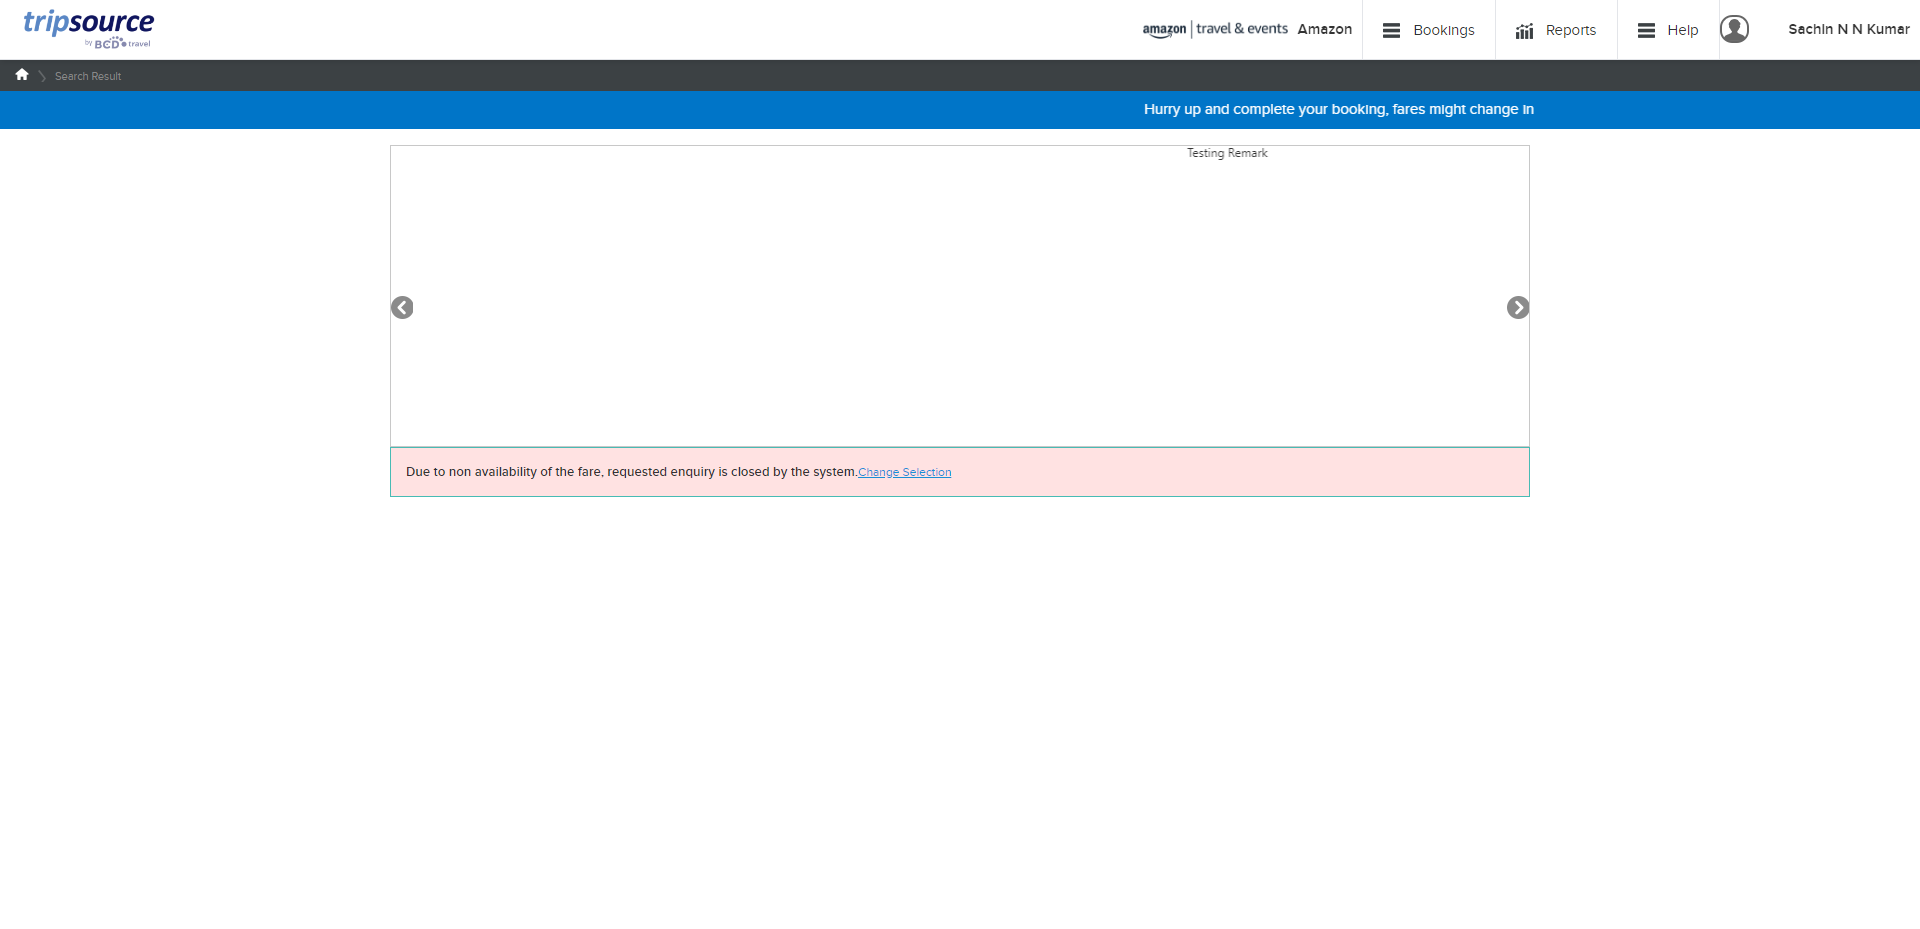 tripsource
by BCD travel
amazon travel & events Amazon
Bookings
Reports
Help
Sachin N N Kumar
Search Result
Hurry up and complete your booking, fares might change in
Testing Remark
Due to non availability of the fare, requested enquiry is closed by the system.Change Selection